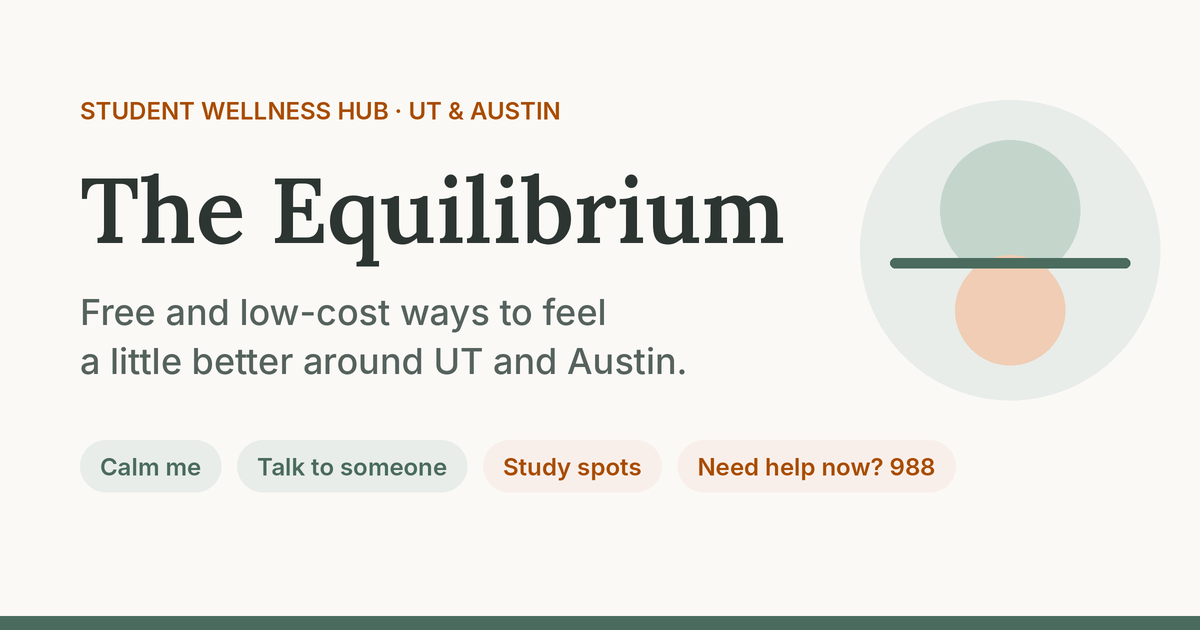 STUDENT WELLNESS HUB · UT & AUSTIN
The Equilibrium
Free and low-cost ways to feel
a little better around UT and Austin.
Calm me
Talk to someone
Study spots
Need help now? 988